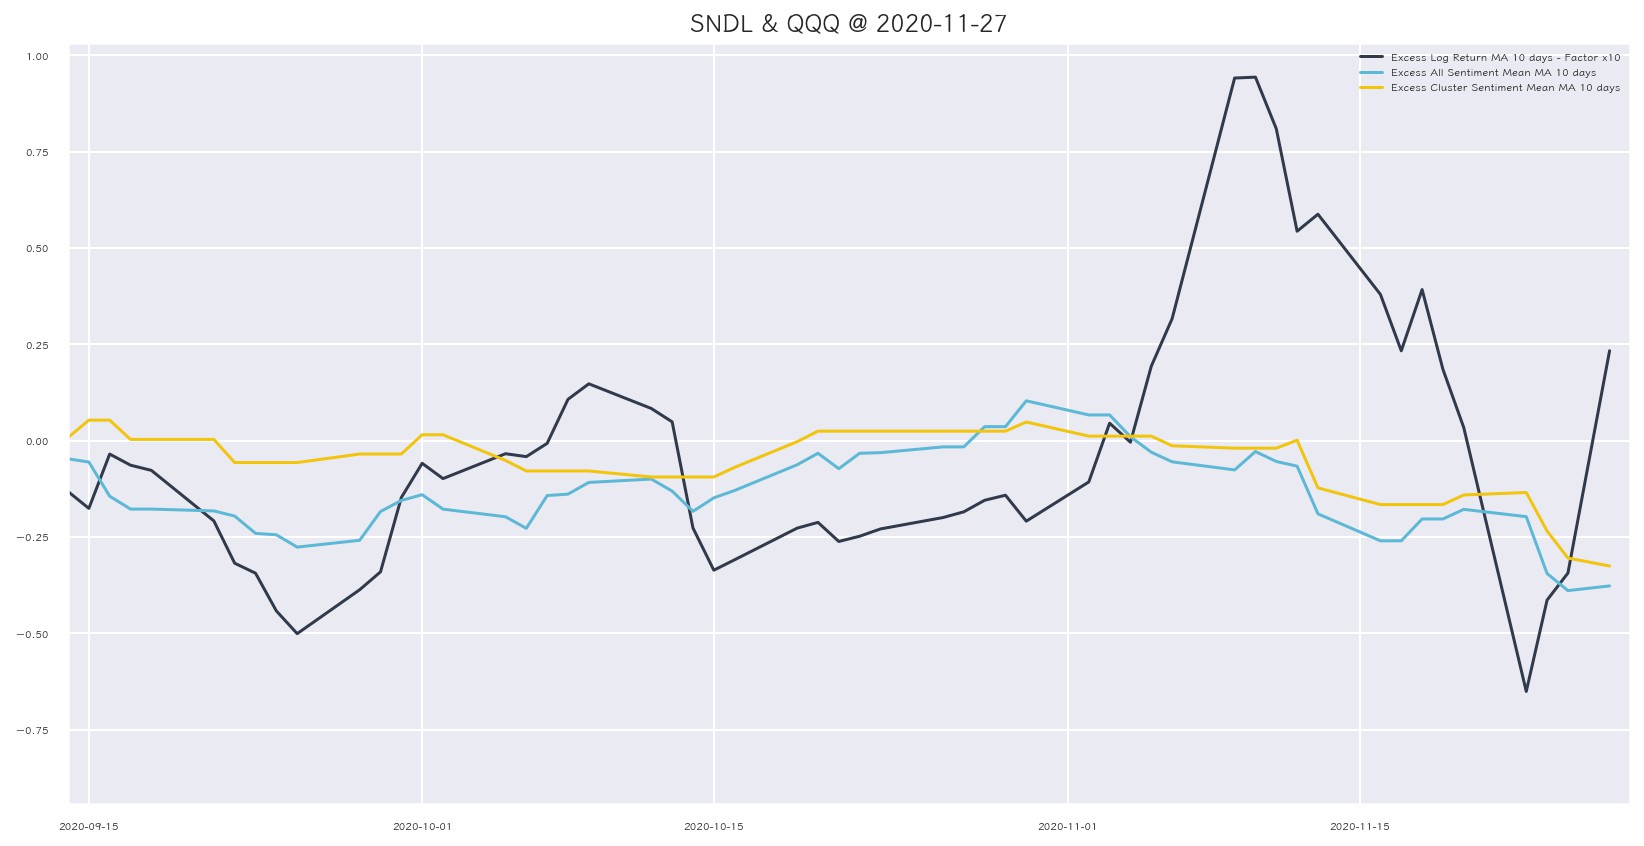 SNDL & QQQ @ 2020-11-27
Excess Log Return MA 10 days - Factor x10
Excess All Sentiment Mean MA 10 days
Excess Cluster Sentiment Mean MA 10 days
1.00
0.75
0.50
0.25
0.00
−0.25
−0.50
−0.75
2020-09-15 2020-10-01 2020-10-15 2020-11-01 2020-11-15